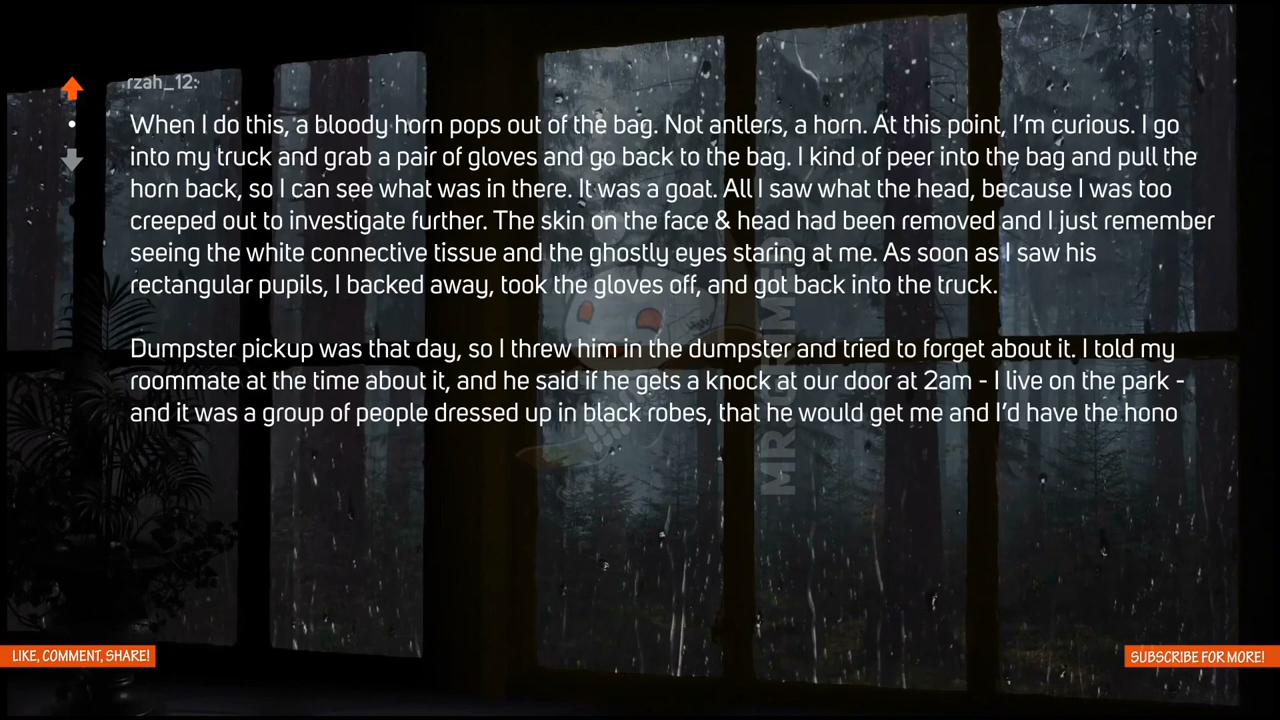 rzah_12:
When I do this, a bloody horn pops out of the bag. Not antlers, a horn. At this point, I’m curious. I go
into my truck and grab a pair of gloves and go back to the bag. I kind of peer into the bag and pull the
horn back, so I can see what was in there. It was a goat. All I saw what the head, because I was too
creeped out to investigate further. The skin on the face & head had been removed and I just remember
seeing the white connective tissue and the ghostly eyes staring at me. As soon as I saw his
rectangular pupils, I backed away, took the gloves off, and got back into the truck.
Dumpster pickup was that day, so I threw him in the dumpster and tried to forget about it. I told my
roommate at the time about it, and he said if he gets a knock at our door at 2am - I live on the park -
and it was a group of people dressed up in black robes, that he would get me and I’d have the hono
MR GRIMES
LIKE, COMMENT, SHARE!
SUBSCRIBE FOR MORE!